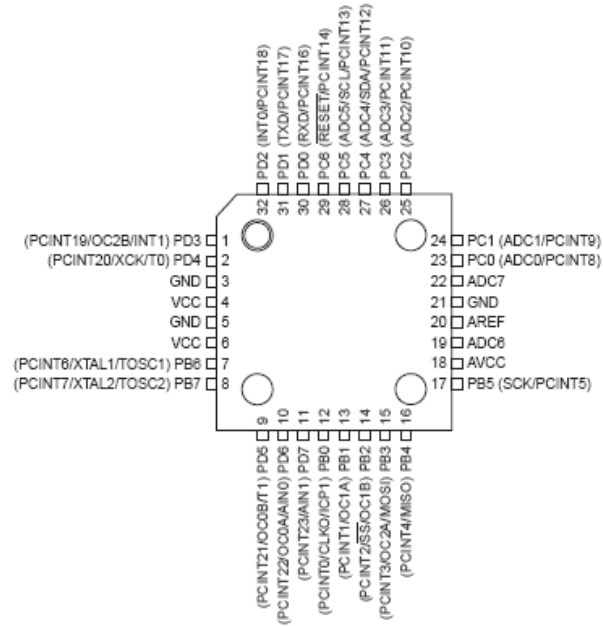 PD2 (INT0/PCINT18)
PD1 (TXD/PCINT17)
PD0 (RXD/PCINT16)
PC6 (RESET/PCINT14)
PC5 (ADC5/SCL/PCINT13)
PC4 (ADC4/SDA/PCINT12)
PC3 (ADC3/PCINT11)
PC2 (ADC2/PCINT10)
32
31
30
29
28
27
26
25
(PCINT19/OC2B/INT1) PD3 1
(PCINT20/XCK/T0) PD4 2
GND 3
VCC 4
GND 5
VCC 6
(PCINT6/XTAL1/TOSC1) PB6 7
(PCINT7/XTAL2/TOSC2) PB7 8
24 PC1 (ADC1/PCINT9)
23 PC0 (ADC0/PCINT8)
22 ADC7
21 GND
20 AREF
19 ADC6
18 AVCC
17 PB5 (SCK/PCINT5)
9
10
11
12
13
14
15
16
(PCINT21/OC0B/T1) PD5
(PCINT22/OC0A/AIN0) PD6
(PCINT23/AIN1) PD7
(PCINT0/CLKO/ICP1) PB0
(PCINT1/OC1A) PB1
(PCINT2/SS/OC1B) PB2
(PCINT3/OC2A/MOSI) PB3
(PCINT4/MISO) PB4